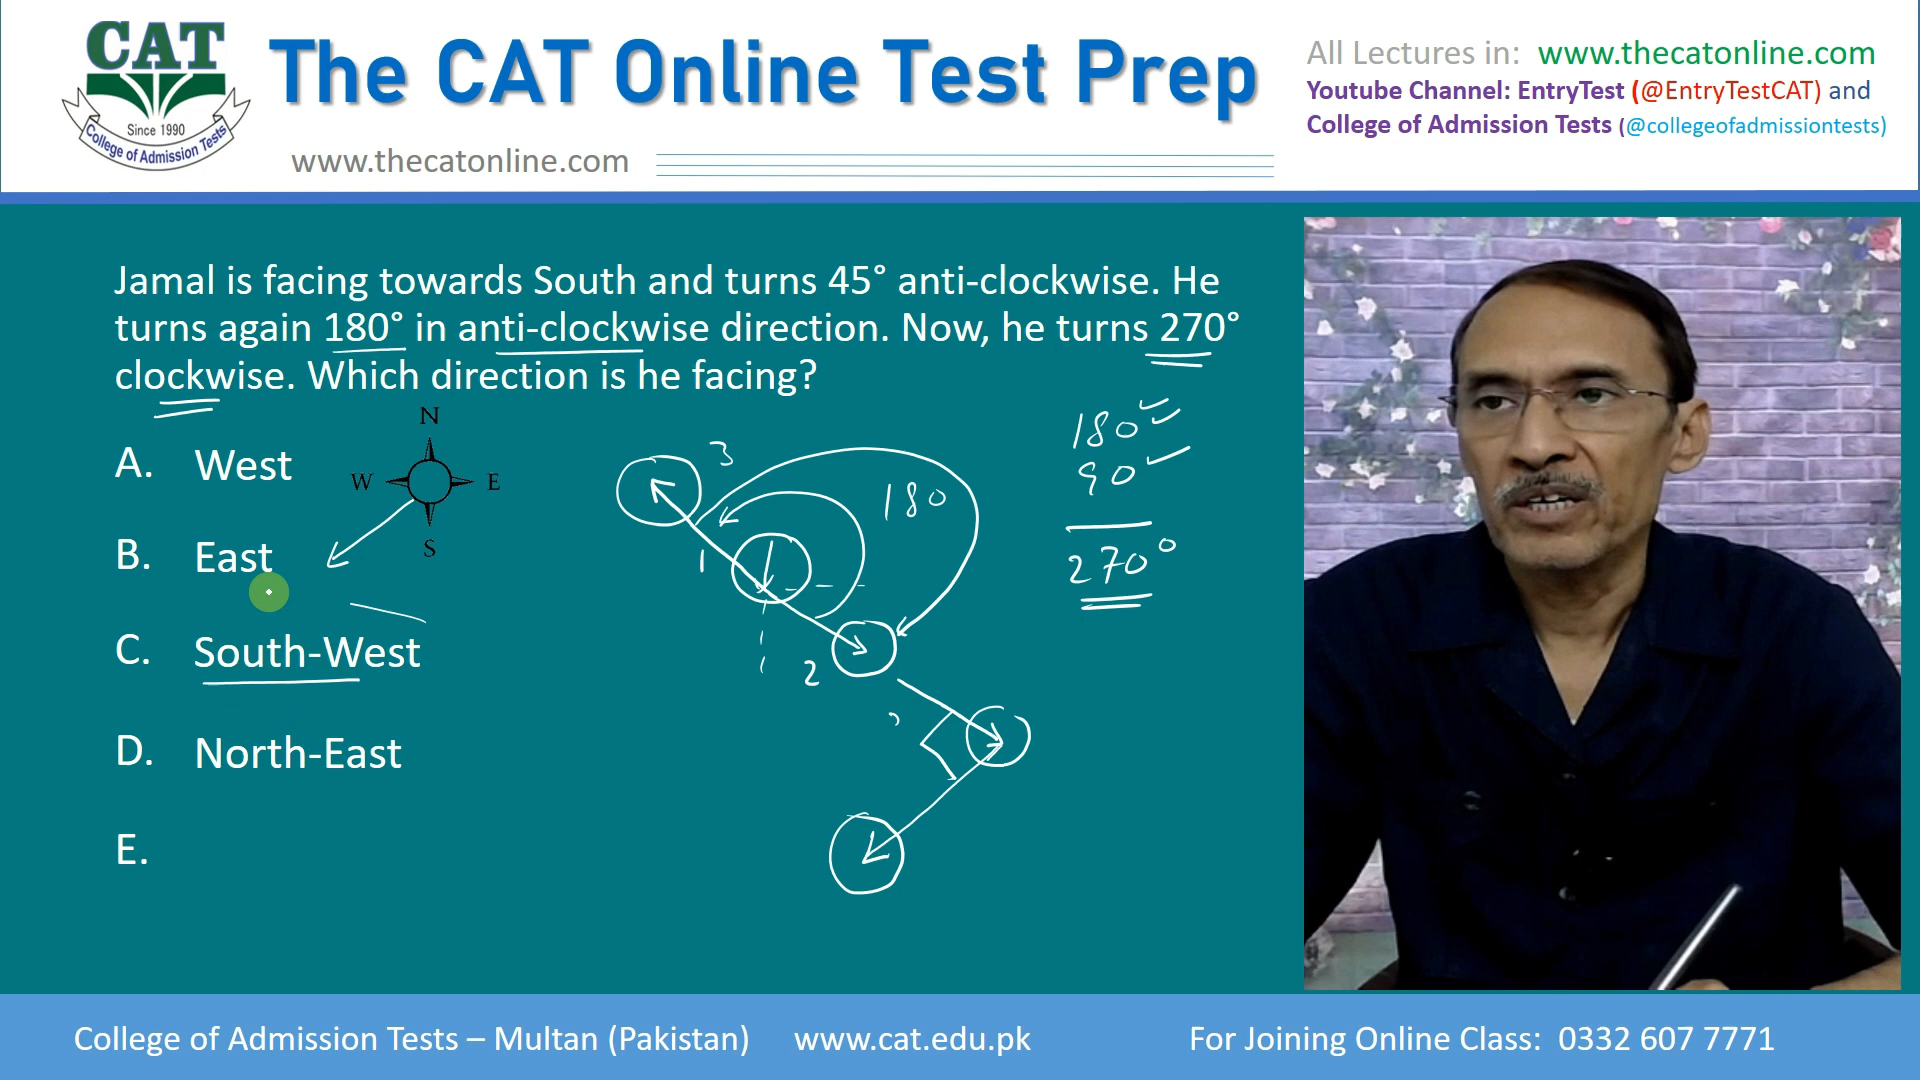 CAT
Since 1990
College of Admission Tests
The CAT Online Test Prep
www.thecatonline.com
All Lectures in: www.thecatonline.com
Youtube Channel: EntryTest (@EntryTestCAT) and
College of Admission Tests (@collegeofadmissiontests)
Jamal is facing towards South and turns 45° anti-clockwise. He
turns again 180° in anti-clockwise direction. Now, he turns 270°
clockwise. Which direction is he facing?
N
W E
S
A. West
B. East
C. South-West
D. North-East
E.
3
180
1
2
180
90
270°
College of Admission Tests – Multan (Pakistan) www.cat.edu.pk For Joining Online Class: 0332 607 7771